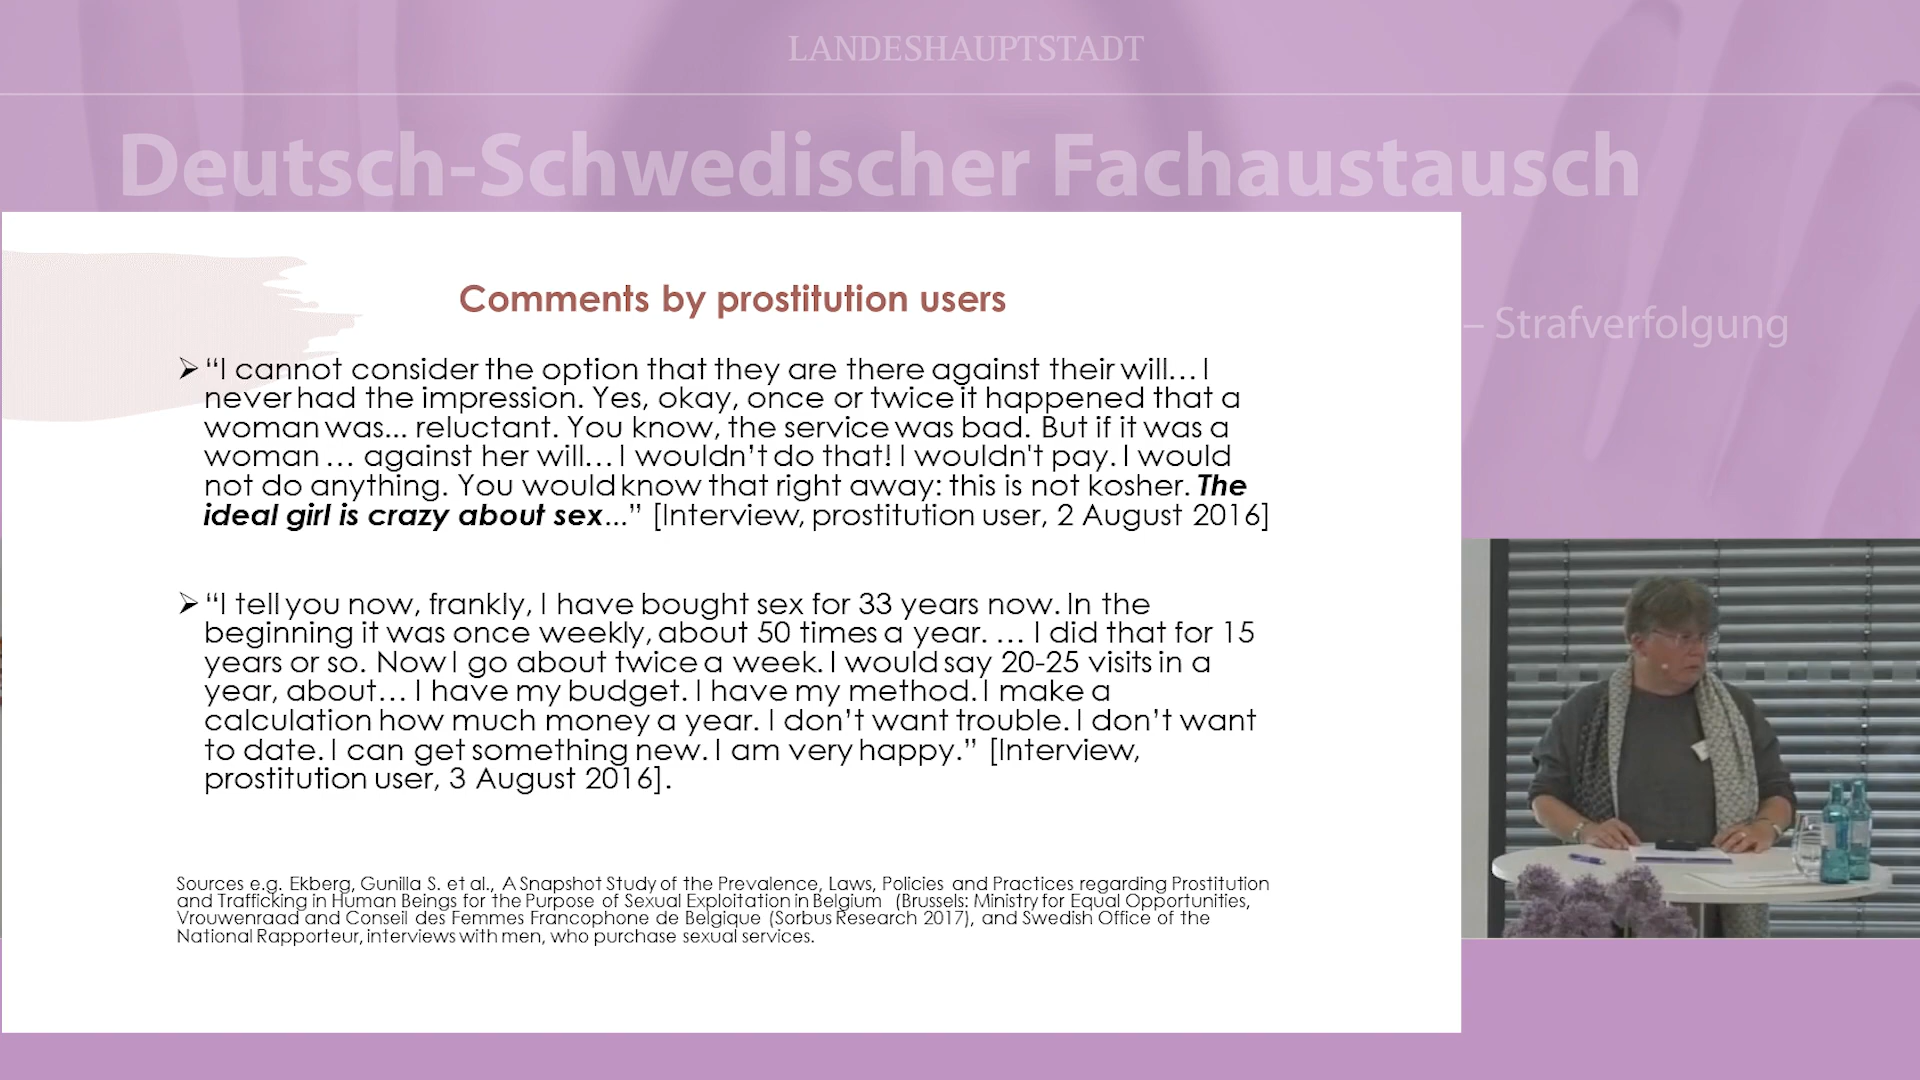 LANDESHAUPTSTADT
Deutsch-Schwedischer Fachaustausch
– Strafverfolgung
Comments by prostitution users
➢ “I cannot consider the option that they are there against their will… I
never had the impression. Yes, okay, once or twice it happened that a
woman was... reluctant. You know, the service was bad. But if it was a
woman … against her will… I wouldn’t do that! I wouldn't pay. I would
not do anything. You would know that right away: this is not kosher. The
ideal girl is crazy about sex...” [Interview, prostitution user, 2 August 2016]
➢ “I tell you now, frankly, I have bought sex for 33 years now. In the
beginning it was once weekly, about 50 times a year. … I did that for 15
years or so. Now I go about twice a week. I would say 20-25 visits in a
year, about… I have my budget. I have my method. I make a
calculation how much money a year. I don’t want trouble. I don’t want
to date. I can get something new. I am very happy.” [Interview,
prostitution user, 3 August 2016].
Sources e.g. Ekberg, Gunilla S. et al., A Snapshot Study of the Prevalence, Laws, Policies and Practices regarding Prostitution
and Trafficking in Human Beings for the Purpose of Sexual Exploitation in Belgium (Brussels: Ministry for Equal Opportunities,
Vrouwenraad and Conseil des Femmes Francophone de Belgique (Sorbus Research 2017), and Swedish Office of the
National Rapporteur, interviews with men, who purchase sexual services.